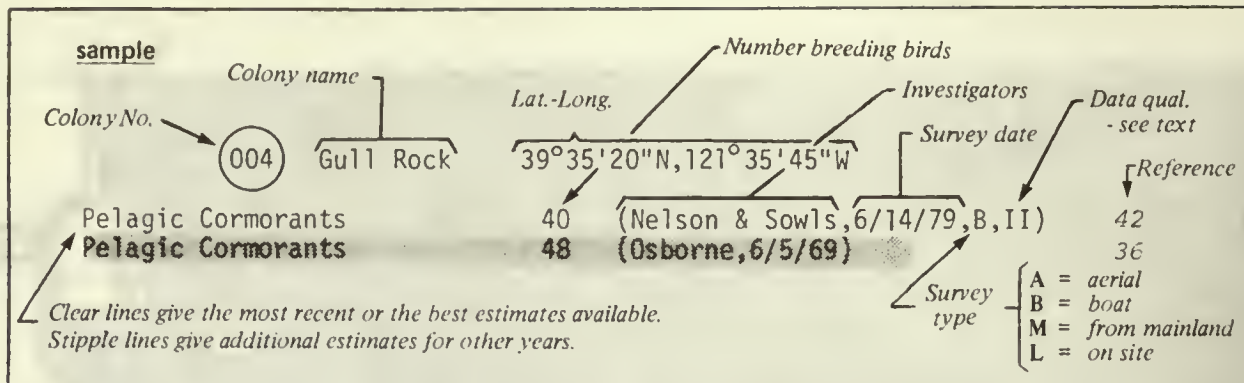 sample
Number breeding birds
Colony name
Lat.-Long.
Investigators
Data qual.
- see text
Colony No.
Survey date
004 Gull Rock 39°35'20"N,121°35'45"W
Reference
Pelagic Cormorants 40 (Nelson & Sowls,6/14/79,B,II) 42
Pelagic Cormorants 48 (Osborne,6/5/69) 36
Survey type
A = aerial
B = boat
M = from mainland
L = on site
Clear lines give the most recent or the best estimates available.
Stipple lines give additional estimates for other years.